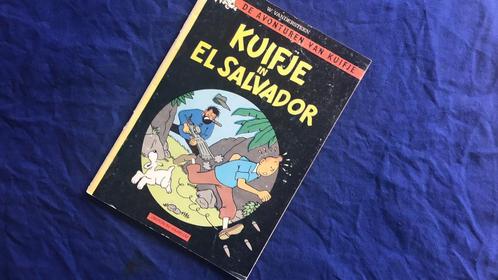 W. VANDERSTEEN
DE AVONTUREN VAN KUIFJE
KUIFJE
in
EL SALVADOR